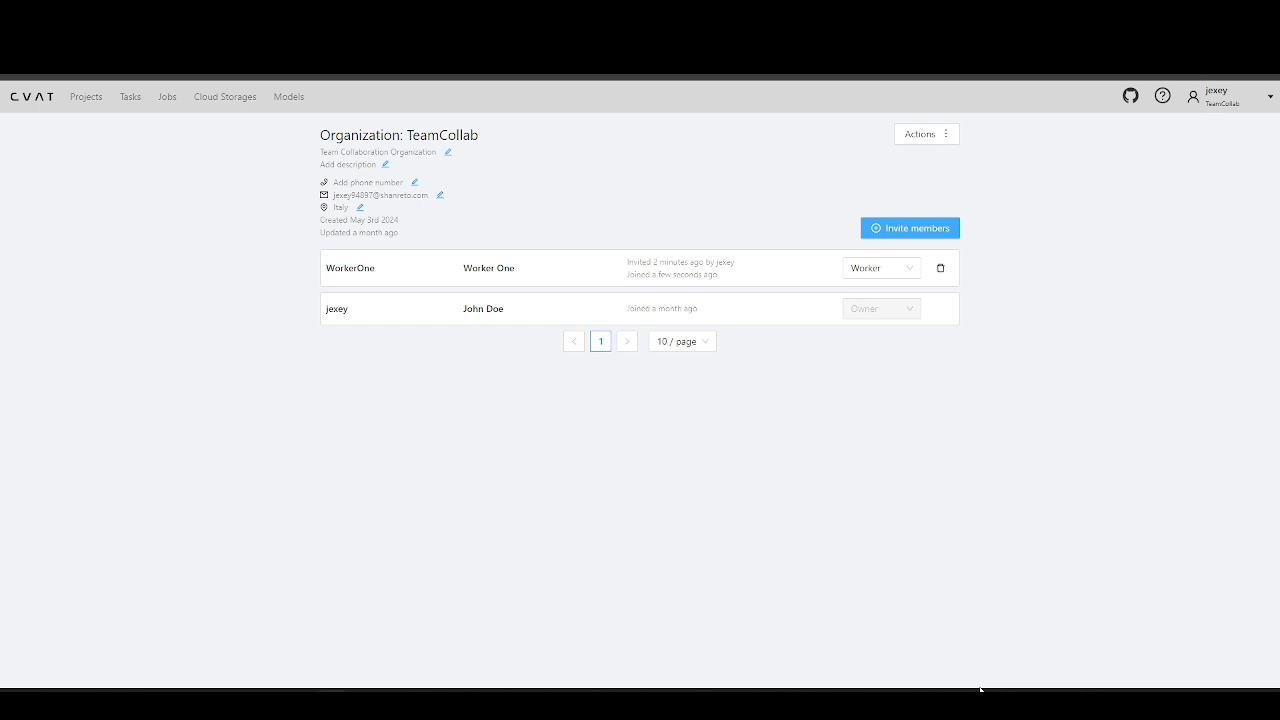 CVAT Projects Tasks Jobs Cloud Storages Models jexey
TeamCollab
Organization: TeamCollab Actions
Team Collaboration Organization
Add description
Add phone number
jexey94897@shanreto.com
Italy
Created May 3rd 2024
Updated a month ago
Invite members
WorkerOne Worker One Invited 2 minutes ago by jexey Worker
Joined a few seconds ago
jexey John Doe Joined a month ago Owner
< 1 > 10 / page